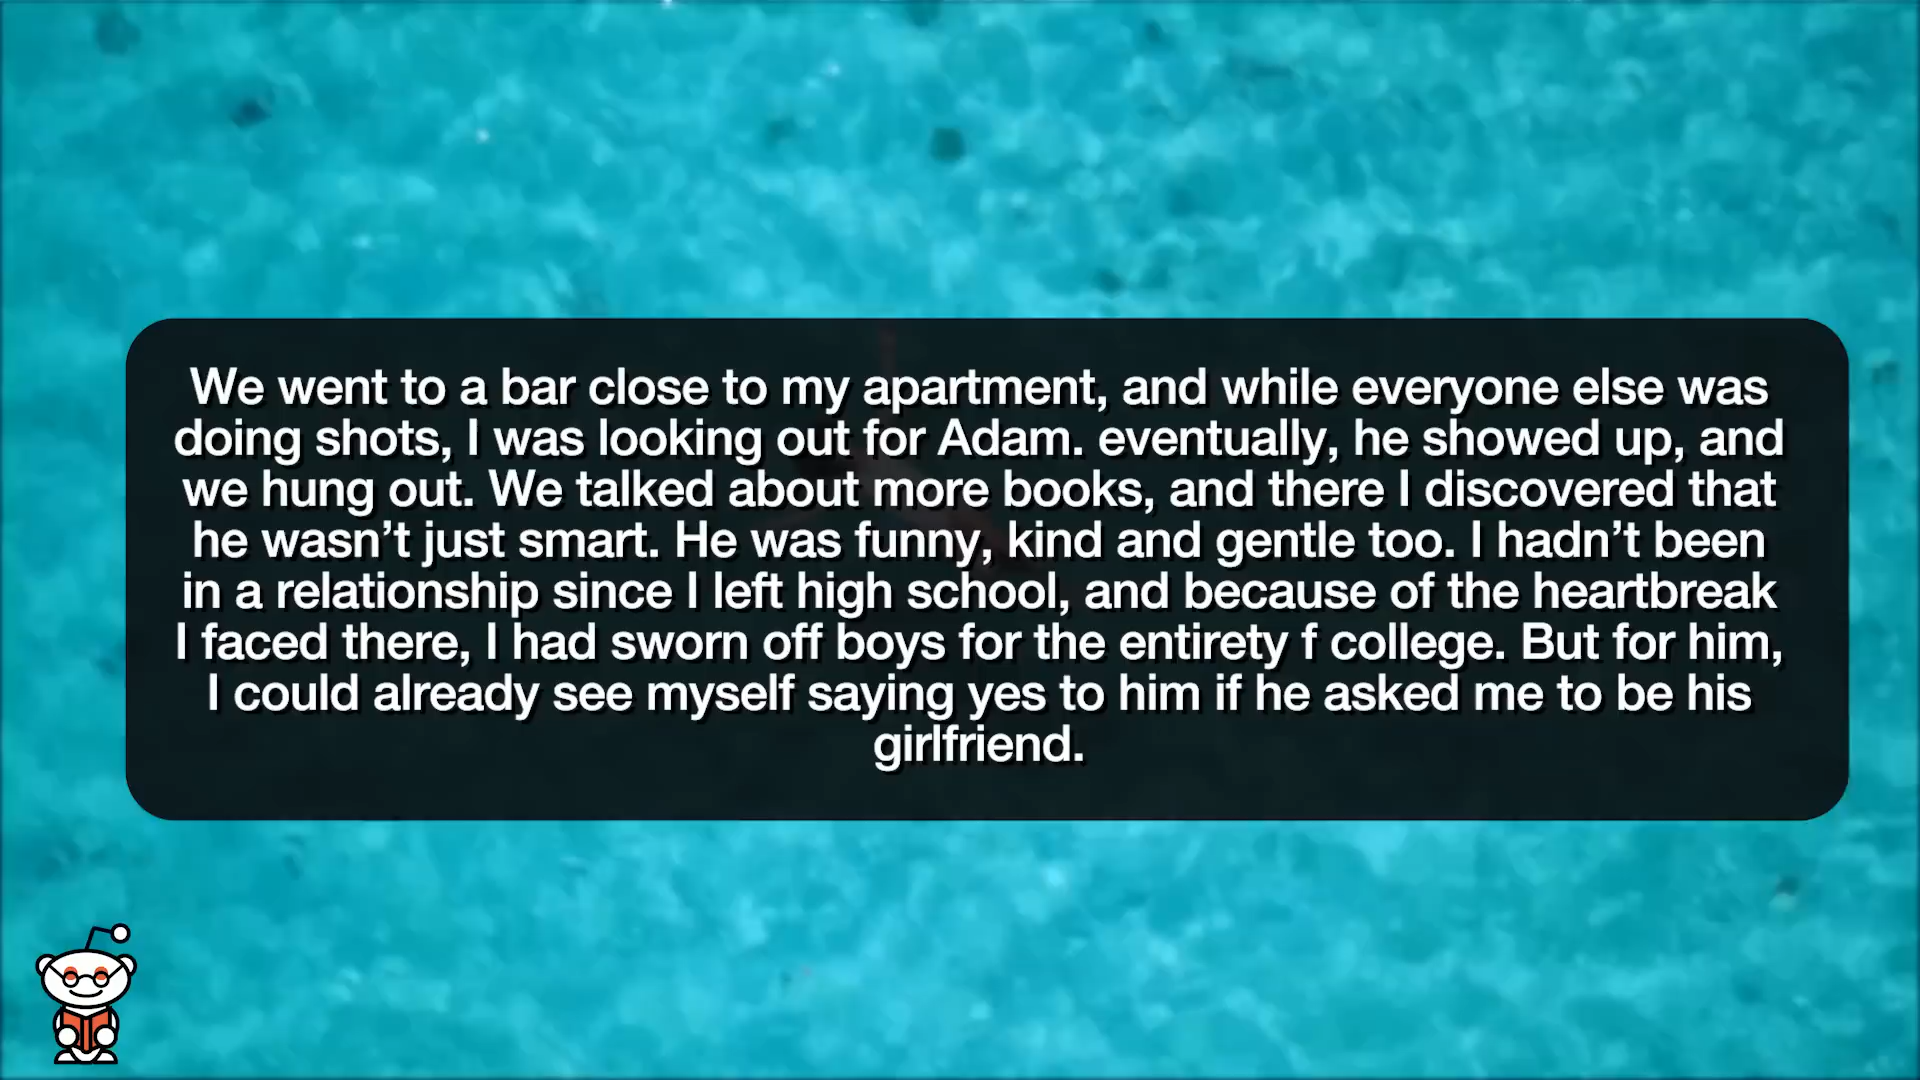 We went to a bar close to my apartment, and while everyone else was
doing shots, I was looking out for Adam. eventually, he showed up, and
we hung out. We talked about more books, and there I discovered that
he wasn’t just smart. He was funny, kind and gentle too. I hadn’t been
in a relationship since I left high school, and because of the heartbreak
I faced there, I had sworn off boys for the entirety f college. But for him,
I could already see myself saying yes to him if he asked me to be his
girlfriend.